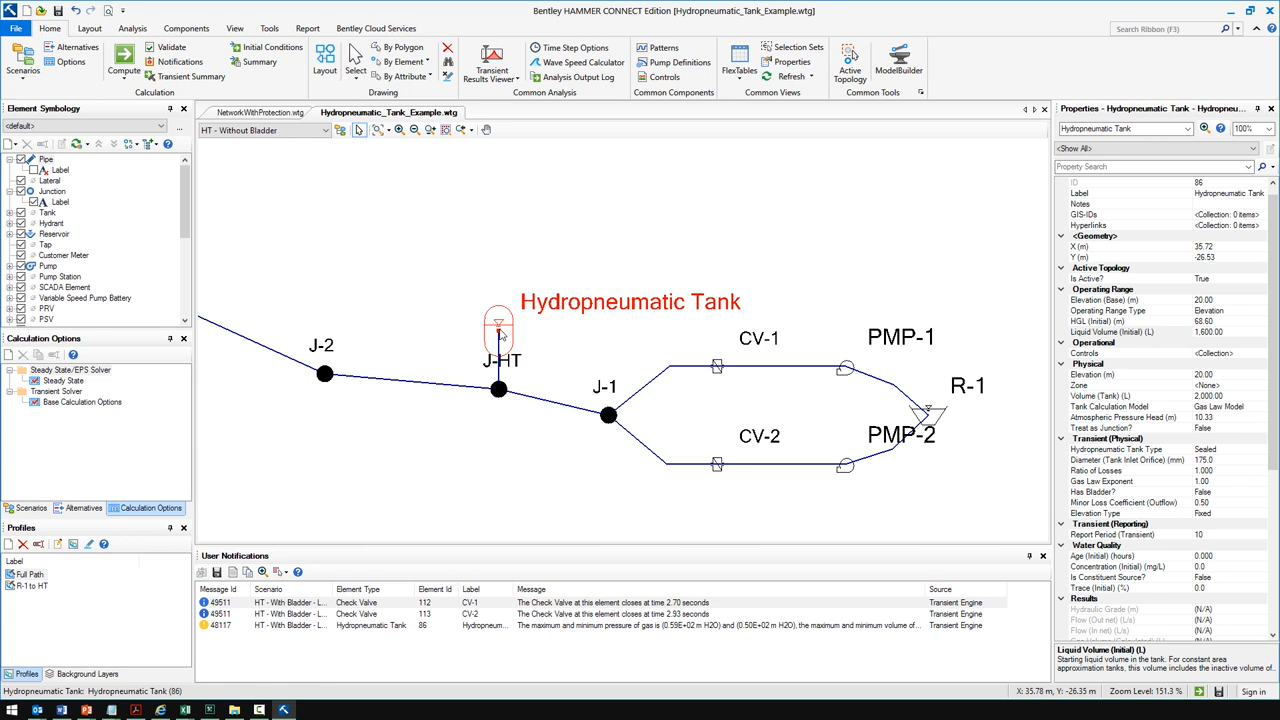 Bentley HAMMER CONNECT Edition [Hydropneumatic_Tank_Example.wtg]
File Home Layout Analysis Components View Tools Report Bentley Cloud Services
Search Ribbon (F3)
Scenarios
Alternatives
Options
Compute
Validate
Notifications
Transient Summary
Initial Conditions
Summary
Calculation
Layout
Select
By Polygon
By Element
By Attribute
Drawing
Transient
Results Viewer
Time Step Options
Wave Speed Calculator
Analysis Output Log
Common Analysis
Patterns
Pump Definitions
Controls
Common Components
FlexTables
Selection Sets
Properties
Refresh
Common Views
Active
Topology
ModelBuilder
Common Tools
Element Symbology
<default>
Pipe
Label
Lateral
Junction
Label
Tank
Hydrant
Reservoir
Tap
Customer Meter
Pump
Pump Station
SCADA Element
Variable Speed Pump Battery
PRV
PSV
Calculation Options
Steady State/EPS Solver
Steady State
Transient Solver
Base Calculation Options
Scenarios Alternatives Calculation Options
Profiles
Label
Full Path
R-1 to HT
Profiles Background Layers
NetworkWithProtection.wtg Hydropneumatic_Tank_Example.wtg
HT - Without Bladder
Hydropneumatic Tank
J-2
J-HT
J-1
CV-1
PMP-1
R-1
CV-2
PMP-2
User Notifications
Message Id Scenario Element Type Element Id Label Message Source
49511 HT - With Bladder - L... Check Valve 112 CV-1 The Check Valve at this element closes at time 2.70 seconds Transient Engine
49511 HT - With Bladder - L... Check Valve 113 CV-2 The Check Valve at this element closes at time 2.93 seconds Transient Engine
48117 HT - With Bladder - L... Hydropneumatic Tank 86 Hydropneum... The maximum and minimum pressure of gas is (0.59E+02 m H2O) and (0.50E+02 m H2O), the maximum and minimum volume of... Transient Engine
Properties - Hydropneumatic Tank - Hydropneu...
Hydropneumatic Tank
100%
<Show All>
Property Search
ID 86
Label Hydropneumatic Tank
Notes
GIS-IDs <Collection: 0 items>
Hyperlinks <Collection: 0 items>
<Geometry>
X (m) 35.72
Y (m) -26.53
Active Topology
Is Active? True
Operating Range
Elevation (Base) (m) 20.00
Operating Range Type Elevation
HGL (Initial) (m) 68.60
Liquid Volume (Initial) (L) 1,600.00
Operational
Controls <Collection>
Physical
Elevation (m) 20.00
Zone <None>
Volume (Tank) (L) 2,000.00
Tank Calculation Model Gas Law Model
Atmospheric Pressure Head (m) 10.33
Treat as Junction? False
Transient (Physical)
Hydropneumatic Tank Type Sealed
Diameter (Tank Inlet Orifice) (mm) 175.0
Ratio of Losses 1.000
Gas Law Exponent 1.00
Has Bladder? False
Minor Loss Coefficient (Outflow) 0.50
Elevation Type Fixed
Transient (Reporting)
Report Period (Transient) 10
Water Quality
Age (Initial) (hours) 0.000
Concentration (Initial) (mg/L) 0.0
Is Constituent Source? False
Trace (Initial) (%) 0.0
Results
Hydraulic Grade (m) (N/A)
Flow (Out net) (L/s) (N/A)
Flow (In net) (L/s) (N/A)
Liquid Volume (Initial) (L)
Starting liquid volume in the tank. For constant area
approximation tanks, this volume includes the inactive volume of...
Hydropneumatic Tank: Hydropneumatic Tank (86)
X: 35.78 m, Y: -26.35 m Zoom Level: 151.3 % Sign in